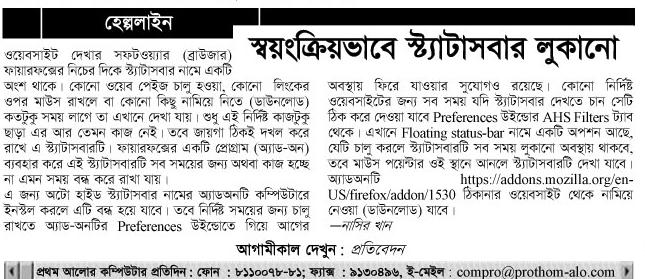 হেল্পলাইন
স্বয়ংক্রিয়ভাবে স্ট্যাটাসবার লুকানো
ওয়েবসাইট দেখার সফটওয়্যার (ব্রাউজার)
ফায়ারফক্সের নিচের দিকে স্ট্যাটাসবার নামে একটি
অংশ থাকে। কোনো ওয়েব পেইজ চালু হওয়া, কোনো লিংকের
ওপর মাউস রাখলে বা কোনো কিছু নামিয়ে নিতে (ডাউনলোড)
কতটুকু সময় লাগে তা এখানে দেখা যায়। শুধু এই নির্দিষ্ট কাজটুকু
ছাড়া এর আর তেমন কাজ নেই। তবে জায়গা ঠিকই দখল করে
রাখে এ স্ট্যাটাসবারটি। ফায়ারফক্সের একটি প্রোগ্রাম (অ্যাড-অন)
ব্যবহার করে এই স্ট্যাটাসবারটি সব সময়ের জন্য অথবা কাজ হচ্ছে
না এমন সময় বন্ধ করে রাখা যায়।
এ জন্য অটো হাইড স্ট্যাটাসবার নামের অ্যাডঅনটি কম্পিউটারে
ইনস্টল করলে এটি বন্ধ হয়ে যাবে। তবে নির্দিষ্ট সময়ের জন্য চালু
রাখতে অ্যাড-অনটির Preferences উইন্ডোতে গিয়ে আগের
অবস্থায় ফিরে যাওয়ার সুযোগও রয়েছে। কোনো নির্দিষ্ট
ওয়েবসাইটের জন্য সব সময় যদি স্ট্যাটাসবার দেখতে চান সেটি
ঠিক করে দেওয়া যাবে Preferences উইন্ডোর AHS Filters ট্যাব
থেকে। এখানে Floating status-bar নামে একটি অপশন আছে,
যেটি চালু করলে স্ট্যাটাসবারটি সব সময় লুকানো অবস্থায় থাকবে,
তবে মাউস পয়েন্টার ওই স্থানে আনলে স্ট্যাটাসবারটি দেখা যাবে।
অ্যাডঅনটি https://addons.mozilla.org/en-
US/firefox/addon/1530 ঠিকানার ওয়েবসাইট থেকে নামিয়ে
নেওয়া (ডাউনলোড) যাবে।
—নাসির খান
আগামীকাল দেখুন : প্রতিবেদন
প্রথম আলোর কম্পিউটার প্রতিদিন : ফোন : ৮১১০০৭৮-৮১; ফ্যাক্স : ৯১৩০৪৯৬, ই-মেইল : compro@prothom-alo.com